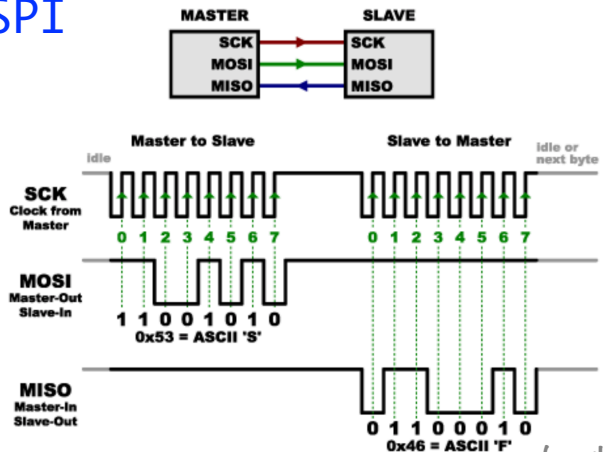 SPI
MASTER SLAVE
SCK SCK
MOSI MOSI
MISO MISO
Master to Slave Slave to Master
idle idle or
next byte
SCK
Clock from
Master
0 1 2 3 4 5 6 7 0 1 2 3 4 5 6 7
MOSI
Master-Out
Slave-In
1 1 0 0 1 0 1 0
0x53 = ASCII 'S'
MISO
Master-In
Slave-Out
0 1 1 0 0 0 1 0
0x46 = ASCII 'F'